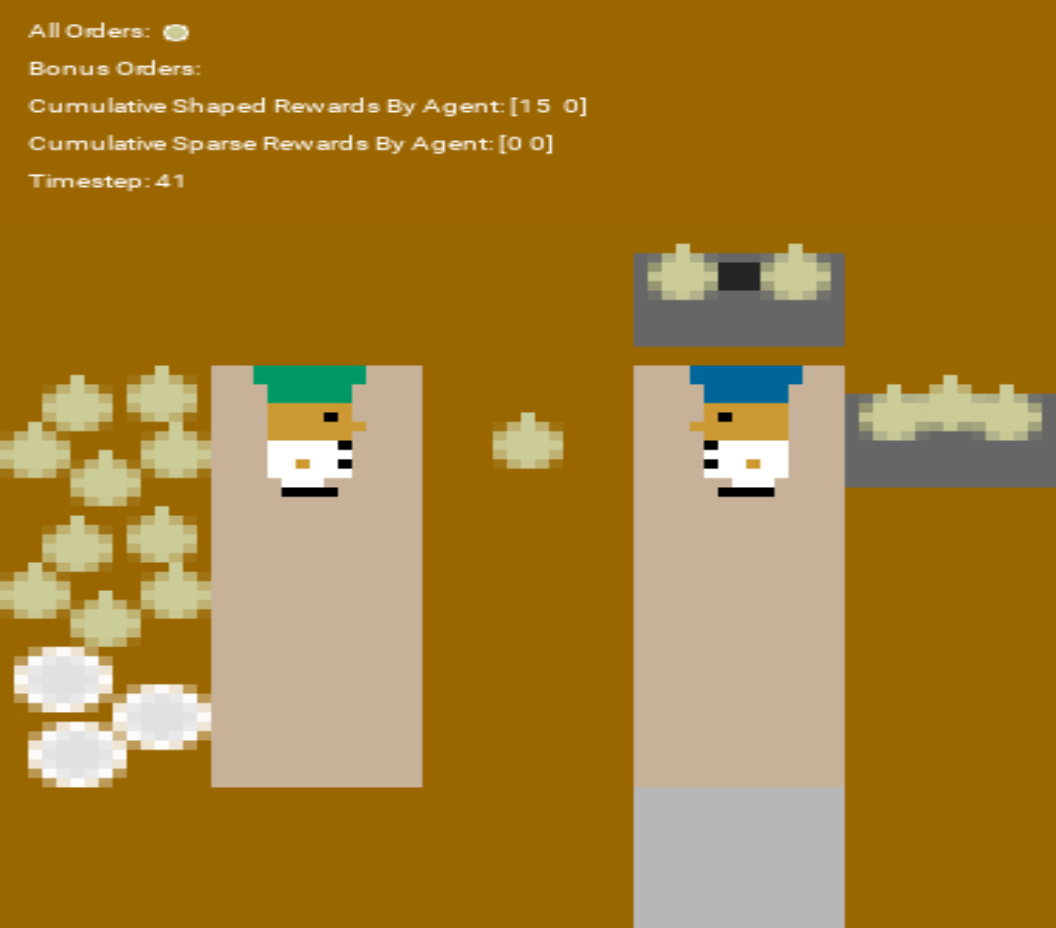 All Orders:
Bonus Orders:
Cumulative Shaped Rewards By Agent: [15 0]
Cumulative Sparse Rewards By Agent: [0 0]
Timestep: 41